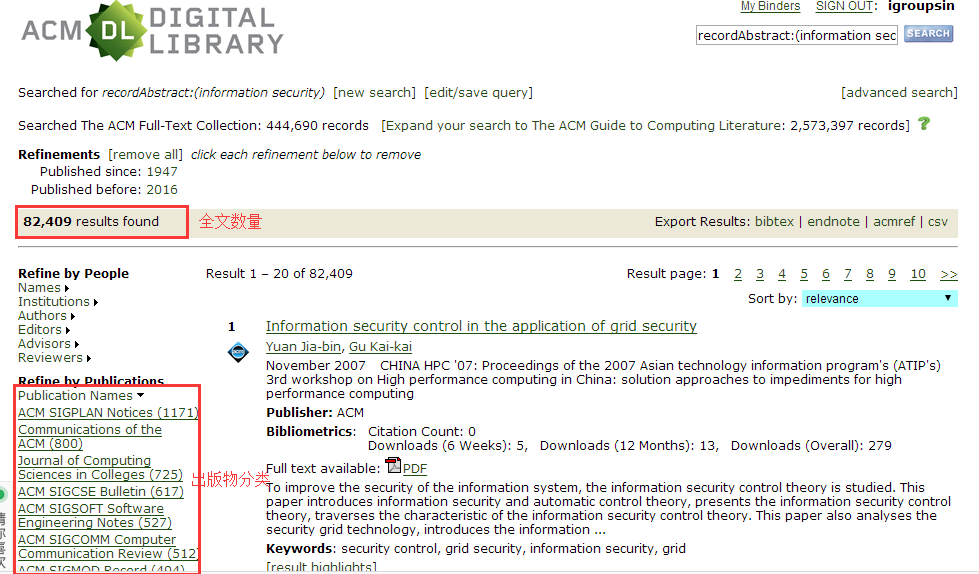 My Binders SIGN OUT: igroupsin
ACM DL DIGITAL LIBRARY
recordAbstract:(information sec SEARCH
Searched for recordAbstract:(information security) [new search] [edit/save query] [advanced search]
Searched The ACM Full-Text Collection: 444,690 records [Expand your search to The ACM Guide to Computing Literature: 2,573,397 records] ?
Refinements [remove all] click each refinement below to remove
Published since: 1947
Published before: 2016
82,409 results found 全文数量 Export Results: bibtex | endnote | acmref | csv
Refine by People
Names
Institutions
Authors
Editors
Advisors
Reviewers
Refine by Publications
Publication Names
ACM SIGPLAN Notices (1171)
Communications of the
ACM (800)
Journal of Computing
Sciences in Colleges (725)
ACM SIGCSE Bulletin (617)
ACM SIGSOFT Software
Engineering Notes (527)
ACM SIGCOMM Computer
Communication Review (512
ACM SIGMOD Record (494)
出版物分类
Result 1 – 20 of 82,409 Result page: 1 2 3 4 5 6 7 8 9 10 >>
Sort by: relevance
1 Information security control in the application of grid security
Yuan Jia-bin, Gu Kai-kai
November 2007 CHINA HPC '07: Proceedings of the 2007 Asian technology information program's (ATIP's)
3rd workshop on High performance computing in China: solution approaches to impediments for high
performance computing
Publisher: ACM
Bibliometrics: Citation Count: 0
Downloads (6 Weeks): 5, Downloads (12 Months): 13, Downloads (Overall): 279
Full text available: PDF
To improve the security of the information system, the information security control theory is studied. This
paper introduces information security and automatic control theory, presents the information security control
theory, traverses the characteristic of the information security control theory. This paper also analyses the
security grid technology, introduces the information ...
Keywords: security control, grid security, information security, grid
[result highlights]